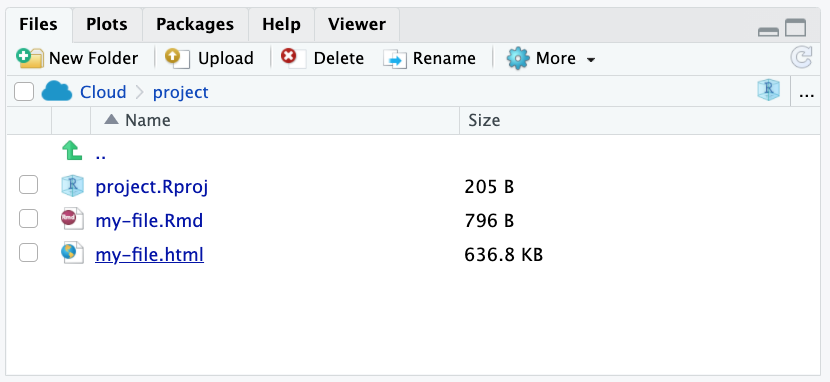 Files Plots Packages Help Viewer
New Folder Upload Delete Rename More
Cloud project ...
Name Size
..
R project.Rproj 205 B
Rmd my-file.Rmd 796 B
my-file.html 636.8 KB